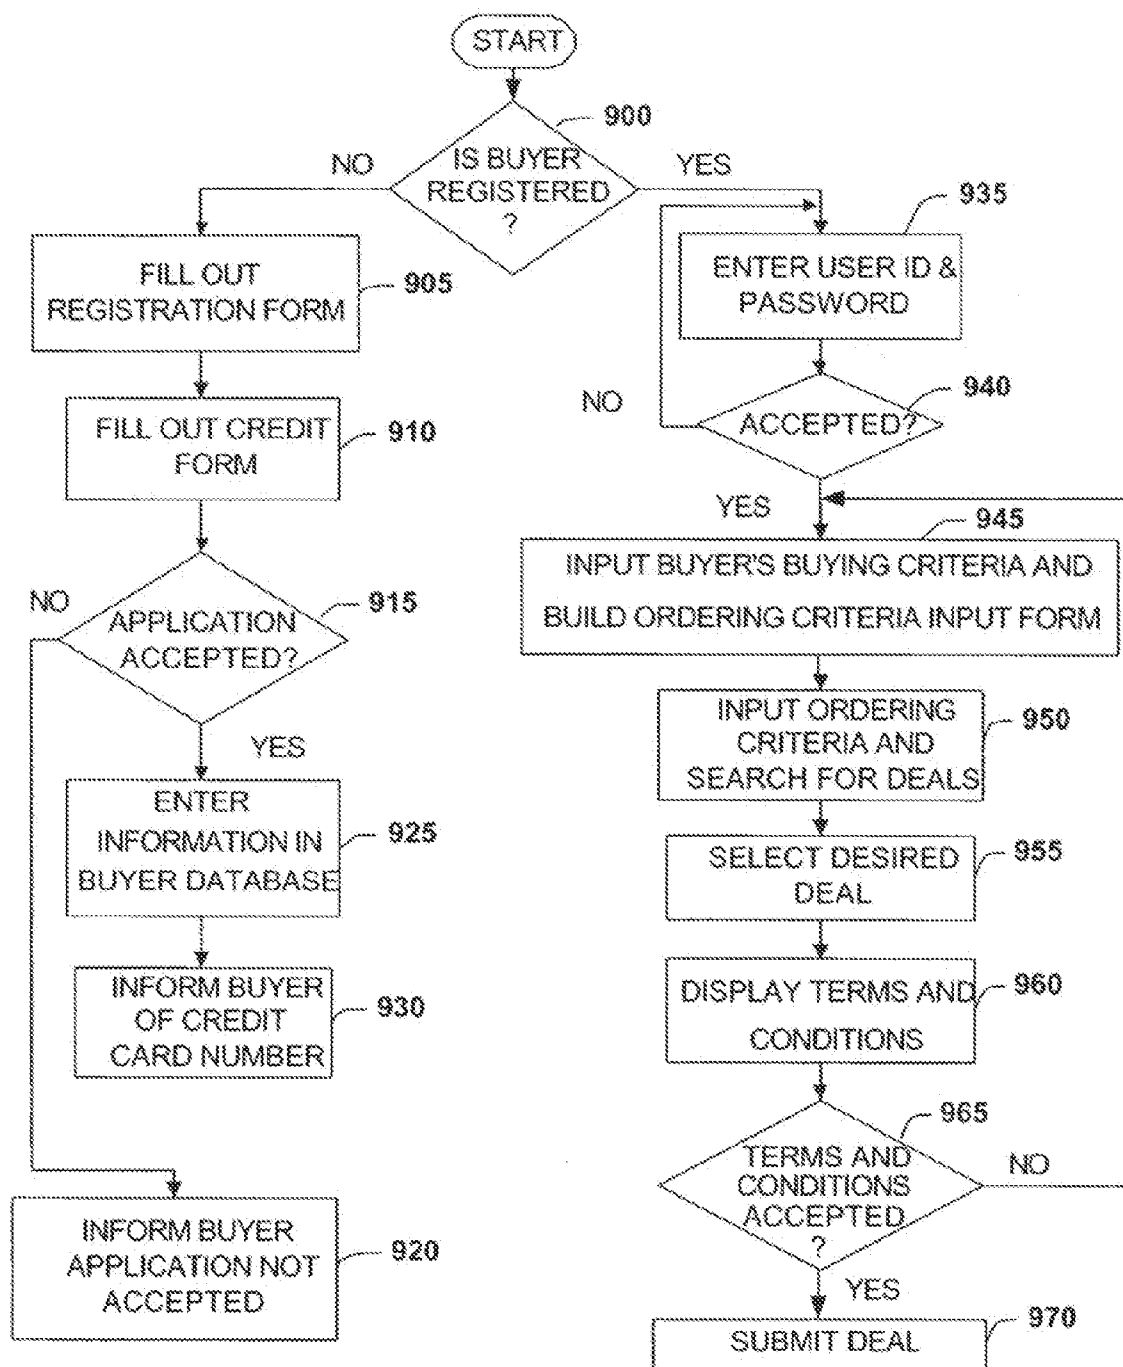 START
900
IS BUYER
REGISTERED
?
NO
YES
FILL OUT
REGISTRATION FORM
905
FILL OUT CREDIT
FORM
910
APPLICATION
ACCEPTED?
915
NO
YES
ENTER
INFORMATION IN
BUYER DATABASE
925
INFORM BUYER
OF CREDIT
CARD NUMBER
930
INFORM BUYER
APPLICATION NOT
ACCEPTED
920
935
ENTER USER ID &
PASSWORD
940
ACCEPTED?
NO
YES
945
INPUT BUYER'S BUYING CRITERIA AND
BUILD ORDERING CRITERIA INPUT FORM
INPUT ORDERING
CRITERIA AND
SEARCH FOR DEALS
950
SELECT DESIRED
DEAL
955
DISPLAY TERMS AND
CONDITIONS
960
965
TERMS AND
CONDITIONS
ACCEPTED
?
NO
YES
SUBMIT DEAL
970